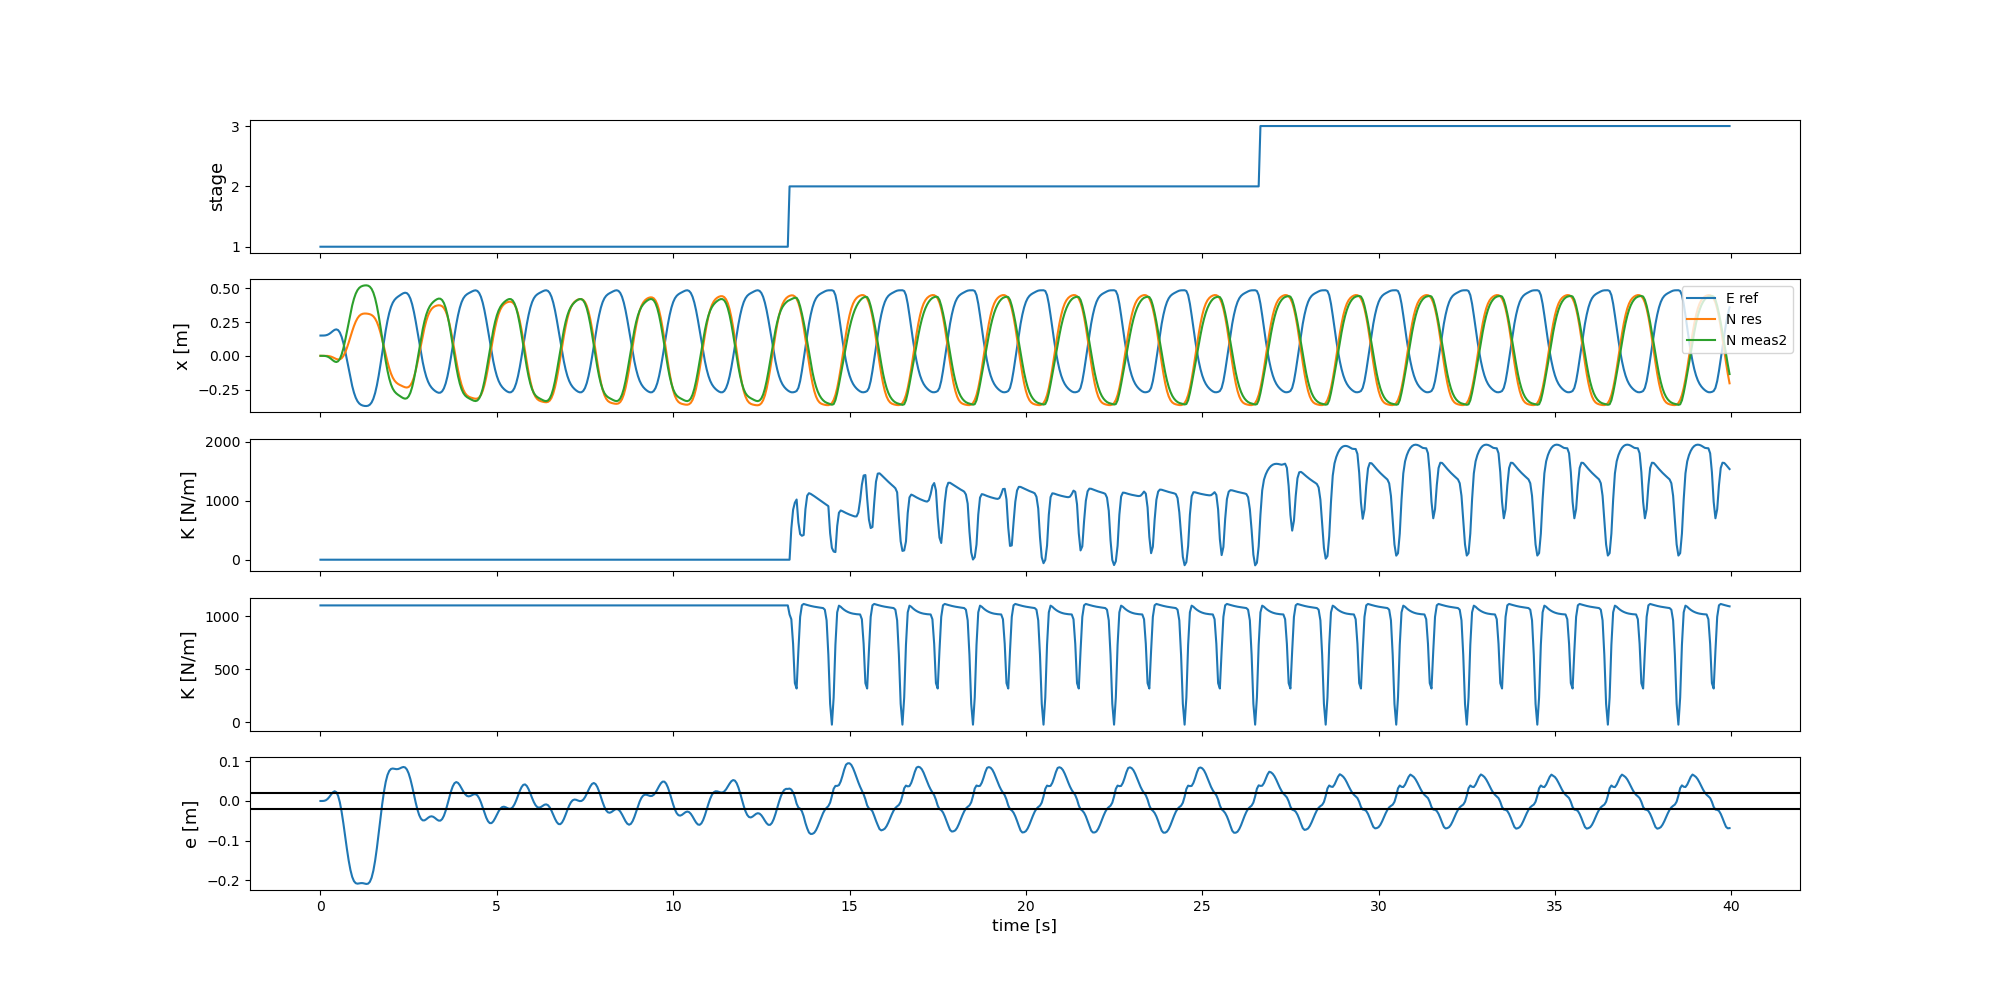 stage
3
2
1
x [m]
0.50
0.25
0.00
−0.25
E ref
N res
N meas2
K [N/m]
2000
1000
0
K [N/m]
1000
500
0
e [m]
0.1
0.0
−0.1
−0.2
0 5 10 15 20 25 30 35 40
time [s]